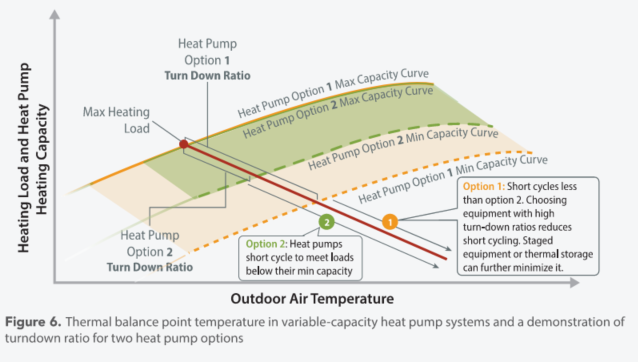 Heat Pump
Option 1
Turn Down Ratio
Max Heating
Load
Heat Pump Option 1 Max Capacity Curve
Heat Pump Option 2 Max Capacity Curve
Heat Pump Option 2 Min Capacity Curve
Heat Pump Option 1 Min Capacity Curve
Heating Load and Heat Pump
Heating Capacity
Heat Pump
Option 2
Turn Down Ratio
2
1
Option 2: Heat pumps
short cycle to meet loads
below their min capacity
Option 1: Short cycles less
than option 2. Choosing
equipment with high
turn-down ratios reduces
short cycling. Staged
equipment or thermal storage
can further minimize it.
Outdoor Air Temperature
Figure 6. Thermal balance point temperature in variable-capacity heat pump systems and a demonstration of
turndown ratio for two heat pump options